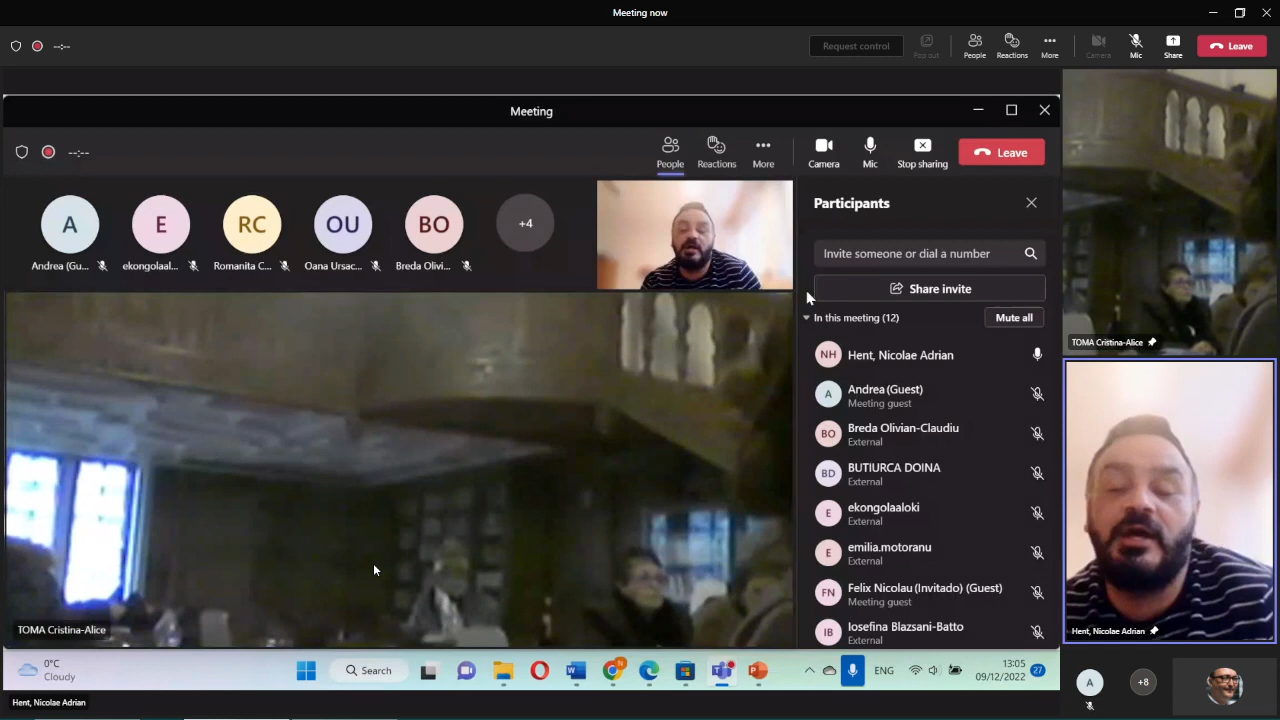 Meeting now
--:--
Request control
Pop out
People
Reactions
More
Camera
Mic
Share
Leave
Meeting
--:--
People
Reactions
More
Camera
Mic
Stop sharing
Leave
A
E
RC
OU
BO
+4
Andrea (Gu...
ekongolaal...
Romanita C...
Oana Ursac...
Breda Olivi...
TOMA Cristina-Alice
Participants
Invite someone or dial a number
Share invite
In this meeting (12)
Mute all
NH
Hent, Nicolae Adrian
A
Andrea (Guest)
Meeting guest
BO
Breda Olivian-Claudiu
External
BD
BUTIURCA DOINA
External
E
ekongolaaloki
External
E
emilia.motoranu
External
FN
Felix Nicolau (Invitado) (Guest)
Meeting guest
IB
Iosefina Blazsani-Batto
External
0°C
Cloudy
Search
N
W
P
ENG
13:05
09/12/2022
27
Hent, Nicolae Adrian
TOMA Cristina-Alice
Hent, Nicolae Adrian
A
+8